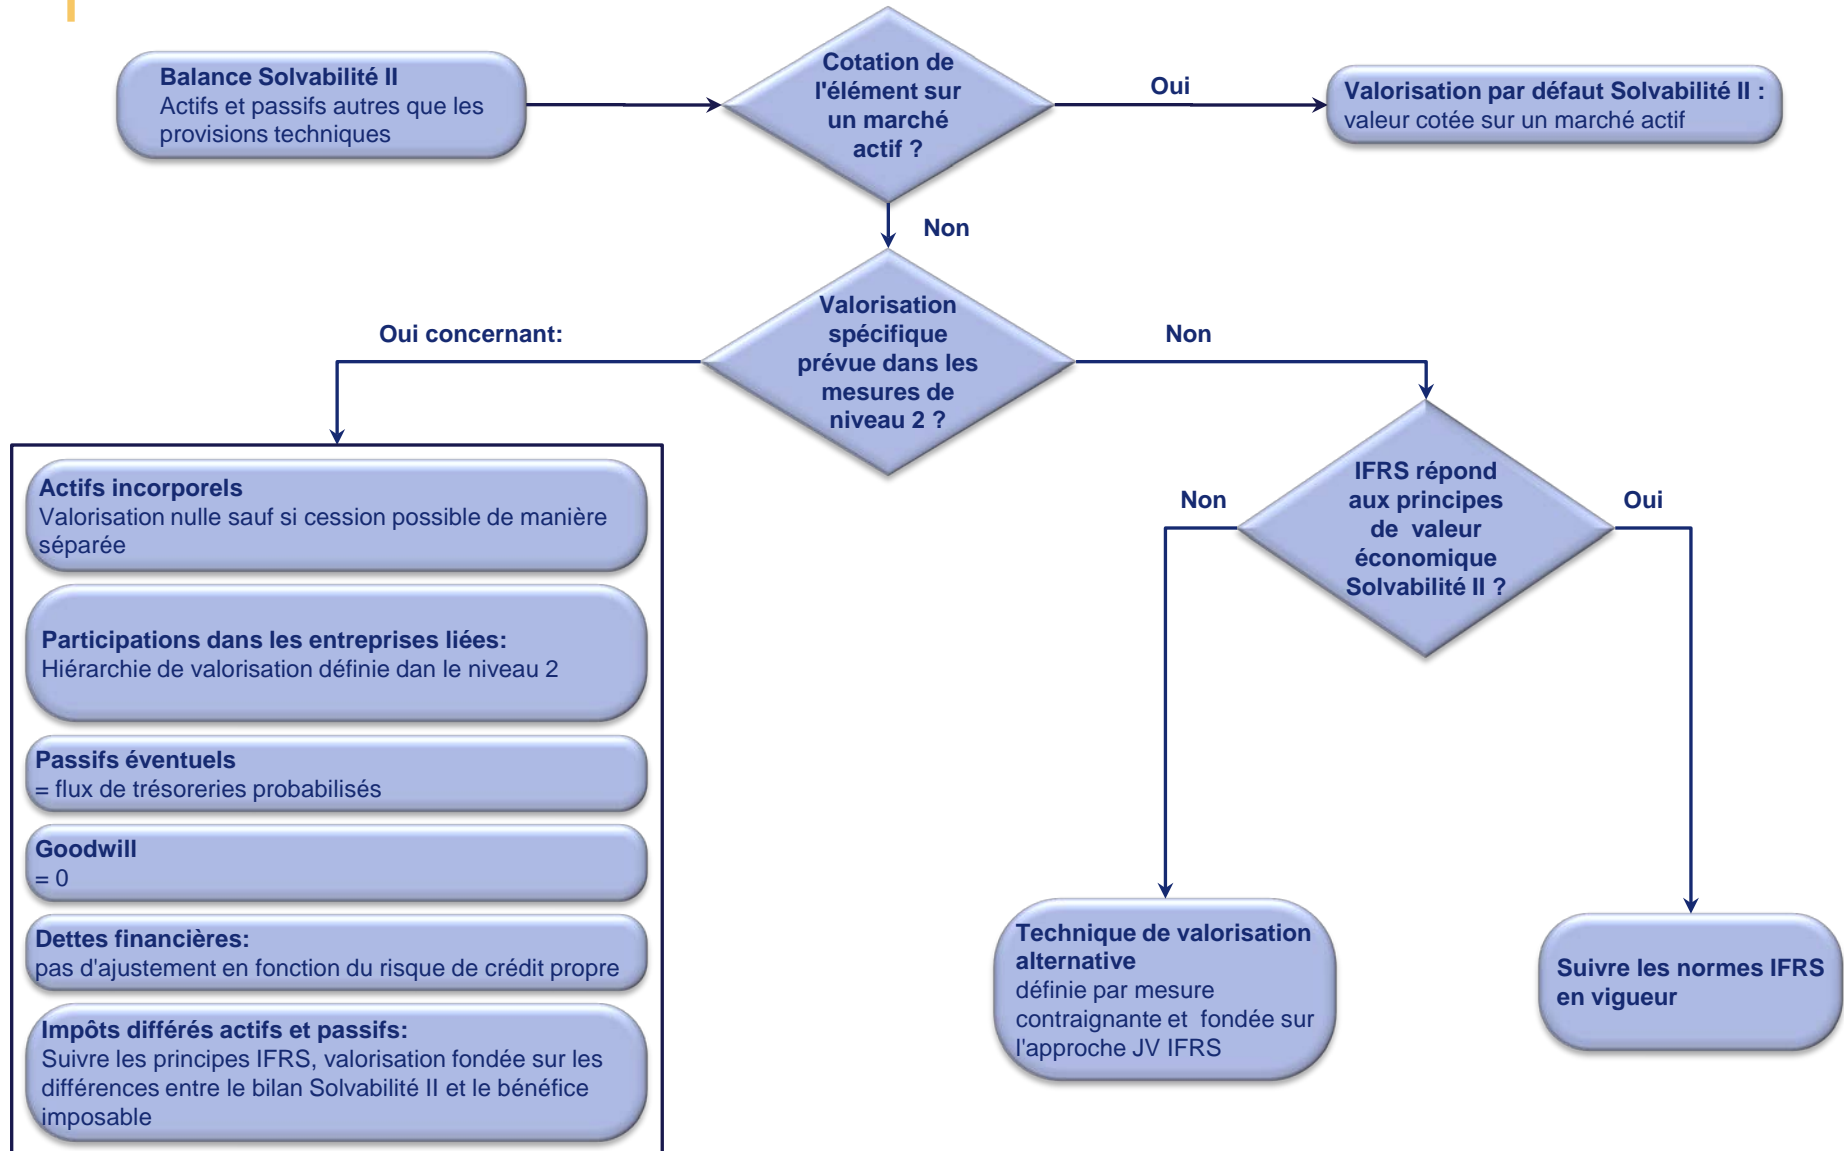 Balance Solvabilité II
Actifs et passifs autres que les
provisions techniques
Cotation de
l'élément sur
un marché
actif ?
Oui
Valorisation par défaut Solvabilité II :
valeur cotée sur un marché actif
Non
Valorisation
spécifique
prévue dans les
mesures de
niveau 2 ?
Oui concernant:
Non
Actifs incorporels
Valorisation nulle sauf si cession possible de manière
séparée
Participations dans les entreprises liées:
Hiérarchie de valorisation définie dan le niveau 2
Passifs éventuels
= flux de trésoreries probabilisés
Goodwill
= 0
Dettes financières:
pas d'ajustement en fonction du risque de crédit propre
Impôts différés actifs et passifs:
Suivre les principes IFRS, valorisation fondée sur les
différences entre le bilan Solvabilité II et le bénéfice
imposable
IFRS répond
aux principes
de valeur
économique
Solvabilité II ?
Non
Oui
Technique de valorisation
alternative
définie par mesure
contraignante et fondée sur
l'approche JV IFRS
Suivre les normes IFRS
en vigueur